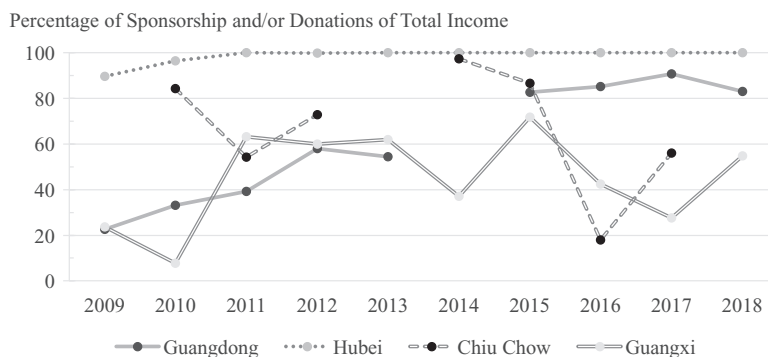 Percentage of Sponsorship and/or Donations of Total Income
100
80
60
40
20
0
2009 2010 2011 2012 2013 2014 2015 2016 2017 2018
Guangdong Hubei Chiu Chow Guangxi